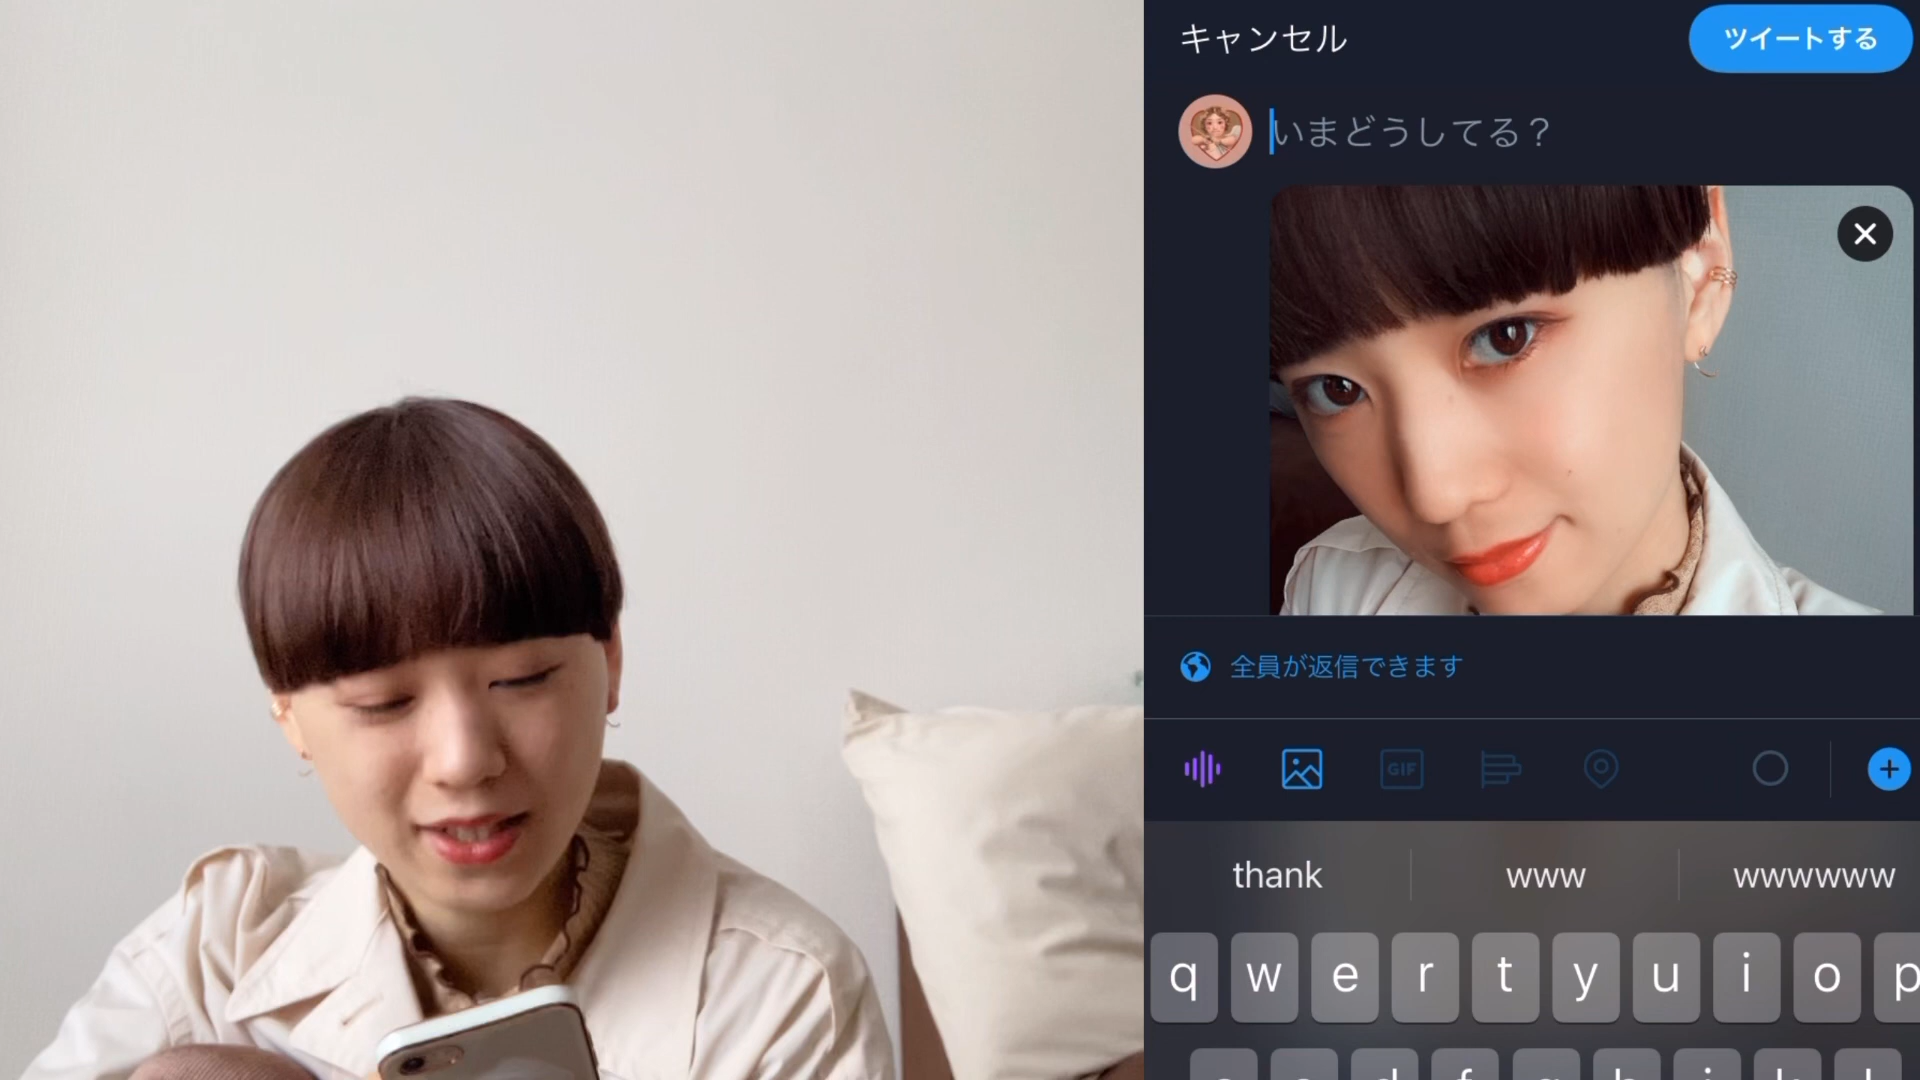 キャンセル
ツイートする
いまどうしてる？
全員が返信できます
GIF
thank
www
wwwwww
q w e r t y u i o p